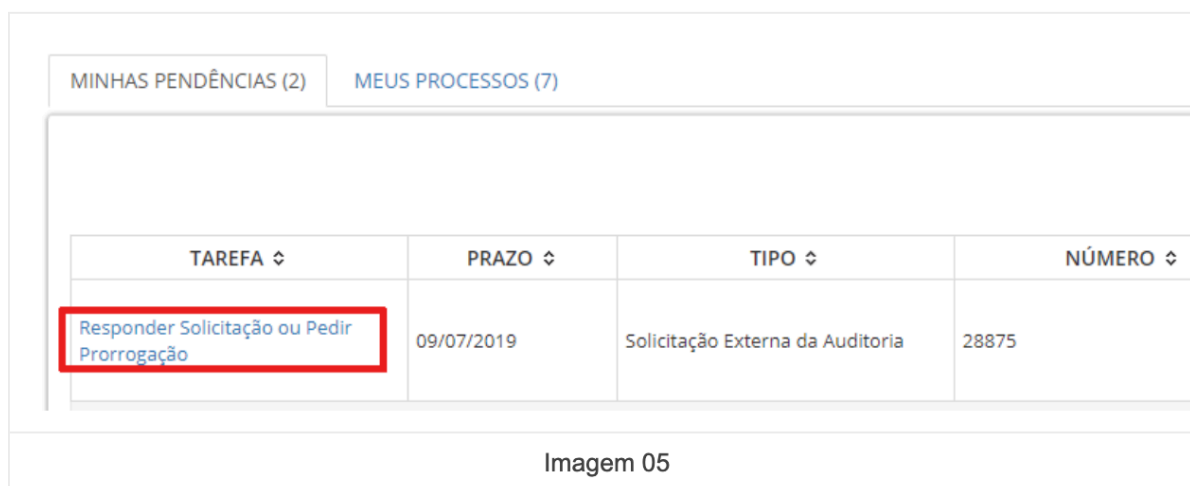 MINHAS PENDÊNCIAS (2) MEUS PROCESSOS (7)
TAREFA PRAZO TIPO NÚMERO
Responder Solicitação ou Pedir
Prorrogação
09/07/2019 Solicitação Externa da Auditoria 28875
Imagem 05